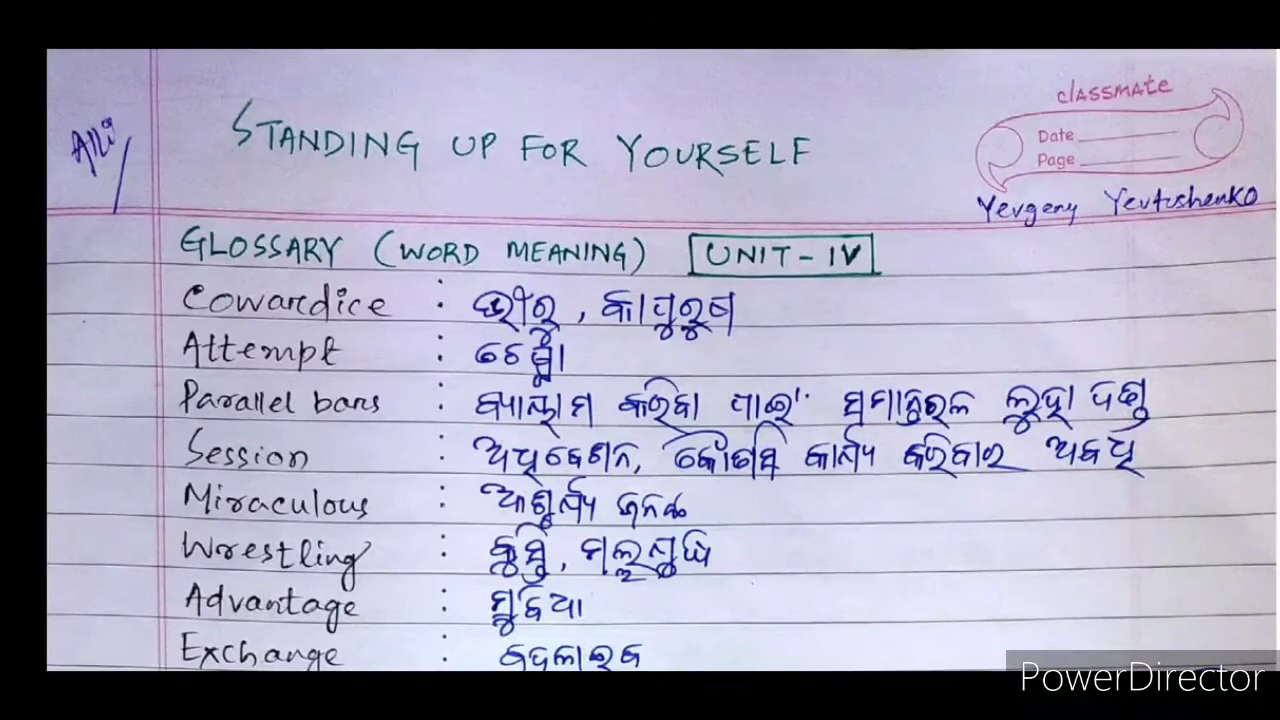 classmate
Date
Page
Alli
STANDING UP FOR YOURSELF
Yevgeny Yevtushenko
GLOSSARY (WORD MEANING) UNIT-IV
Cowardice : ଭୀରୁ, କାପୁରୁଷ
Attempt : ଚେଷ୍ଟା
Parallel bars : ବ୍ୟାୟାମ କରିବା ପାଇଁ ସମାନ୍ତରାଳ ଲୁହା ଦଣ୍ଡ
Session : ଅଧିବେଶନ, କୌଣସି କାର୍ଯ୍ୟ କରିବାର ଅବଧି
Miraculous : ଆଶ୍ଚର୍ଯ୍ୟ ଜନକ
Wrestling : କୁସ୍ତି, ମଲ୍ଲଯୁଦ୍ଧ
Advantage : ସୁବିଧା
Exchange : ବଦଳାଇବ
PowerDirector